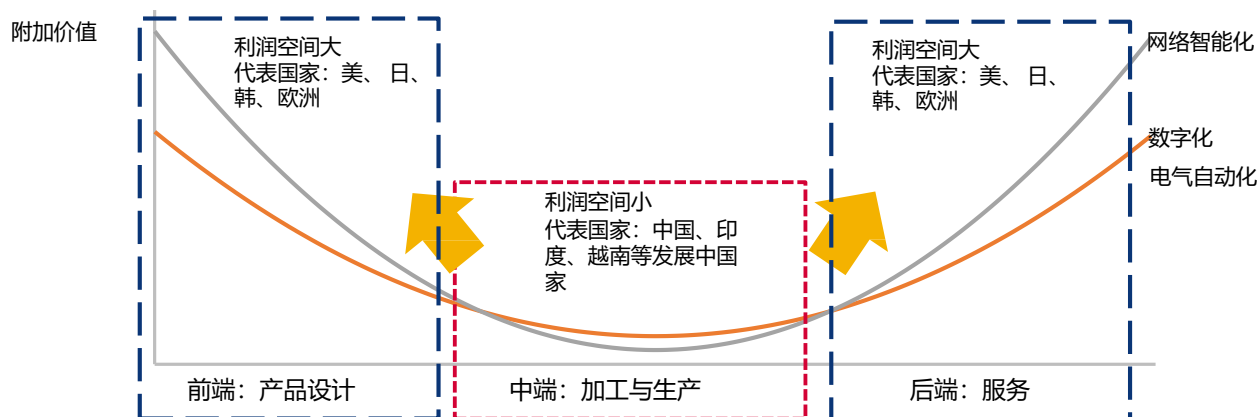 附加价值
利润空间大
代表国家：美、 日、
韩、欧洲
利润空间大
代表国家：美、 日、
韩、欧洲
网络智能化
数字化
电气自动化
利润空间小
代表国家：中国、印
度、越南等发展中国
家
前端：产品设计
中端：加工与生产
后端：服务